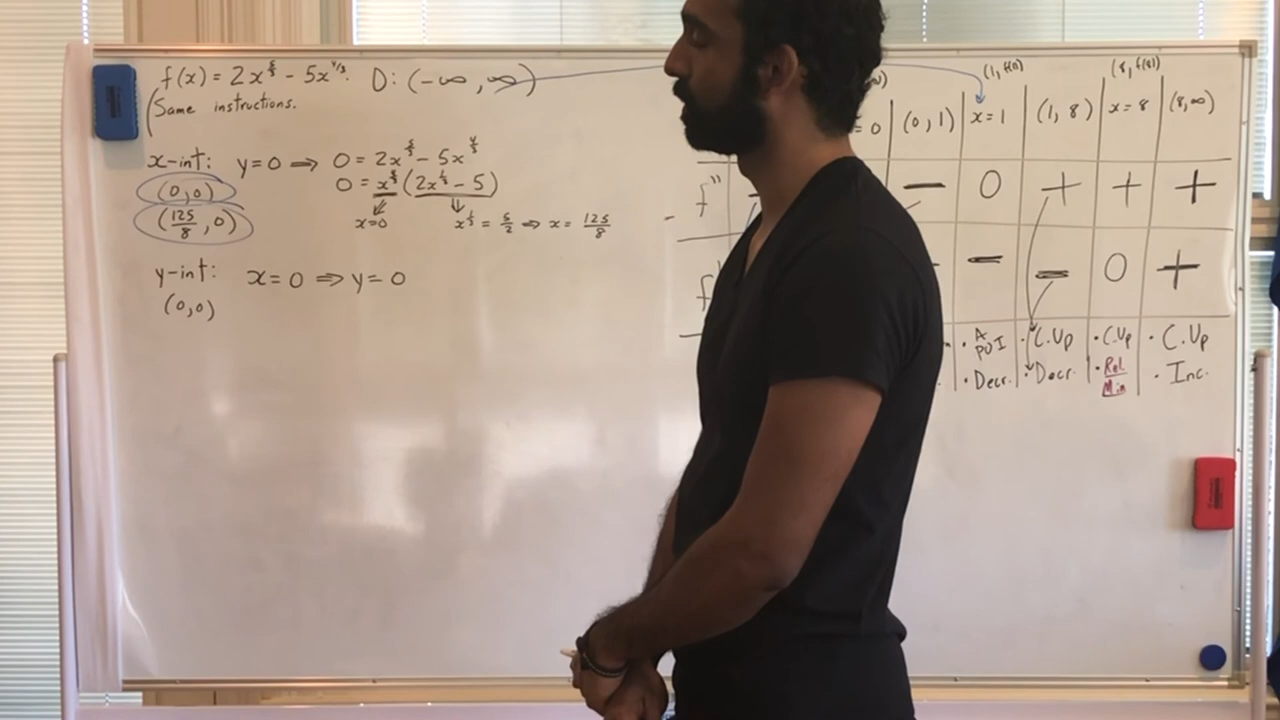 f(x) = 2x^{5/3} - 5x^{4/3}. D: (-∞, ∞)
Same instructions.
x-int: y=0 ⇒ 0 = 2x^{5/3} - 5x^{4/3}
(0,0) 0 = x^{4/3}(2x^{1/3} - 5)
(125/8, 0) x=0 x^{1/3} = 5/2 ⇒ x = 125/8
y-int: x=0 ⇒ y=0
(0,0)
(1, f(1)) (8, f(8))
= 0 (0,1) x=1 (1,8) x=8 (8,∞)
f" − 0 + + +
f − − 0 +
· A POI · C.Up · C.Up · C.Up
· Decr. · Decr. · Rel. Min · Inc.